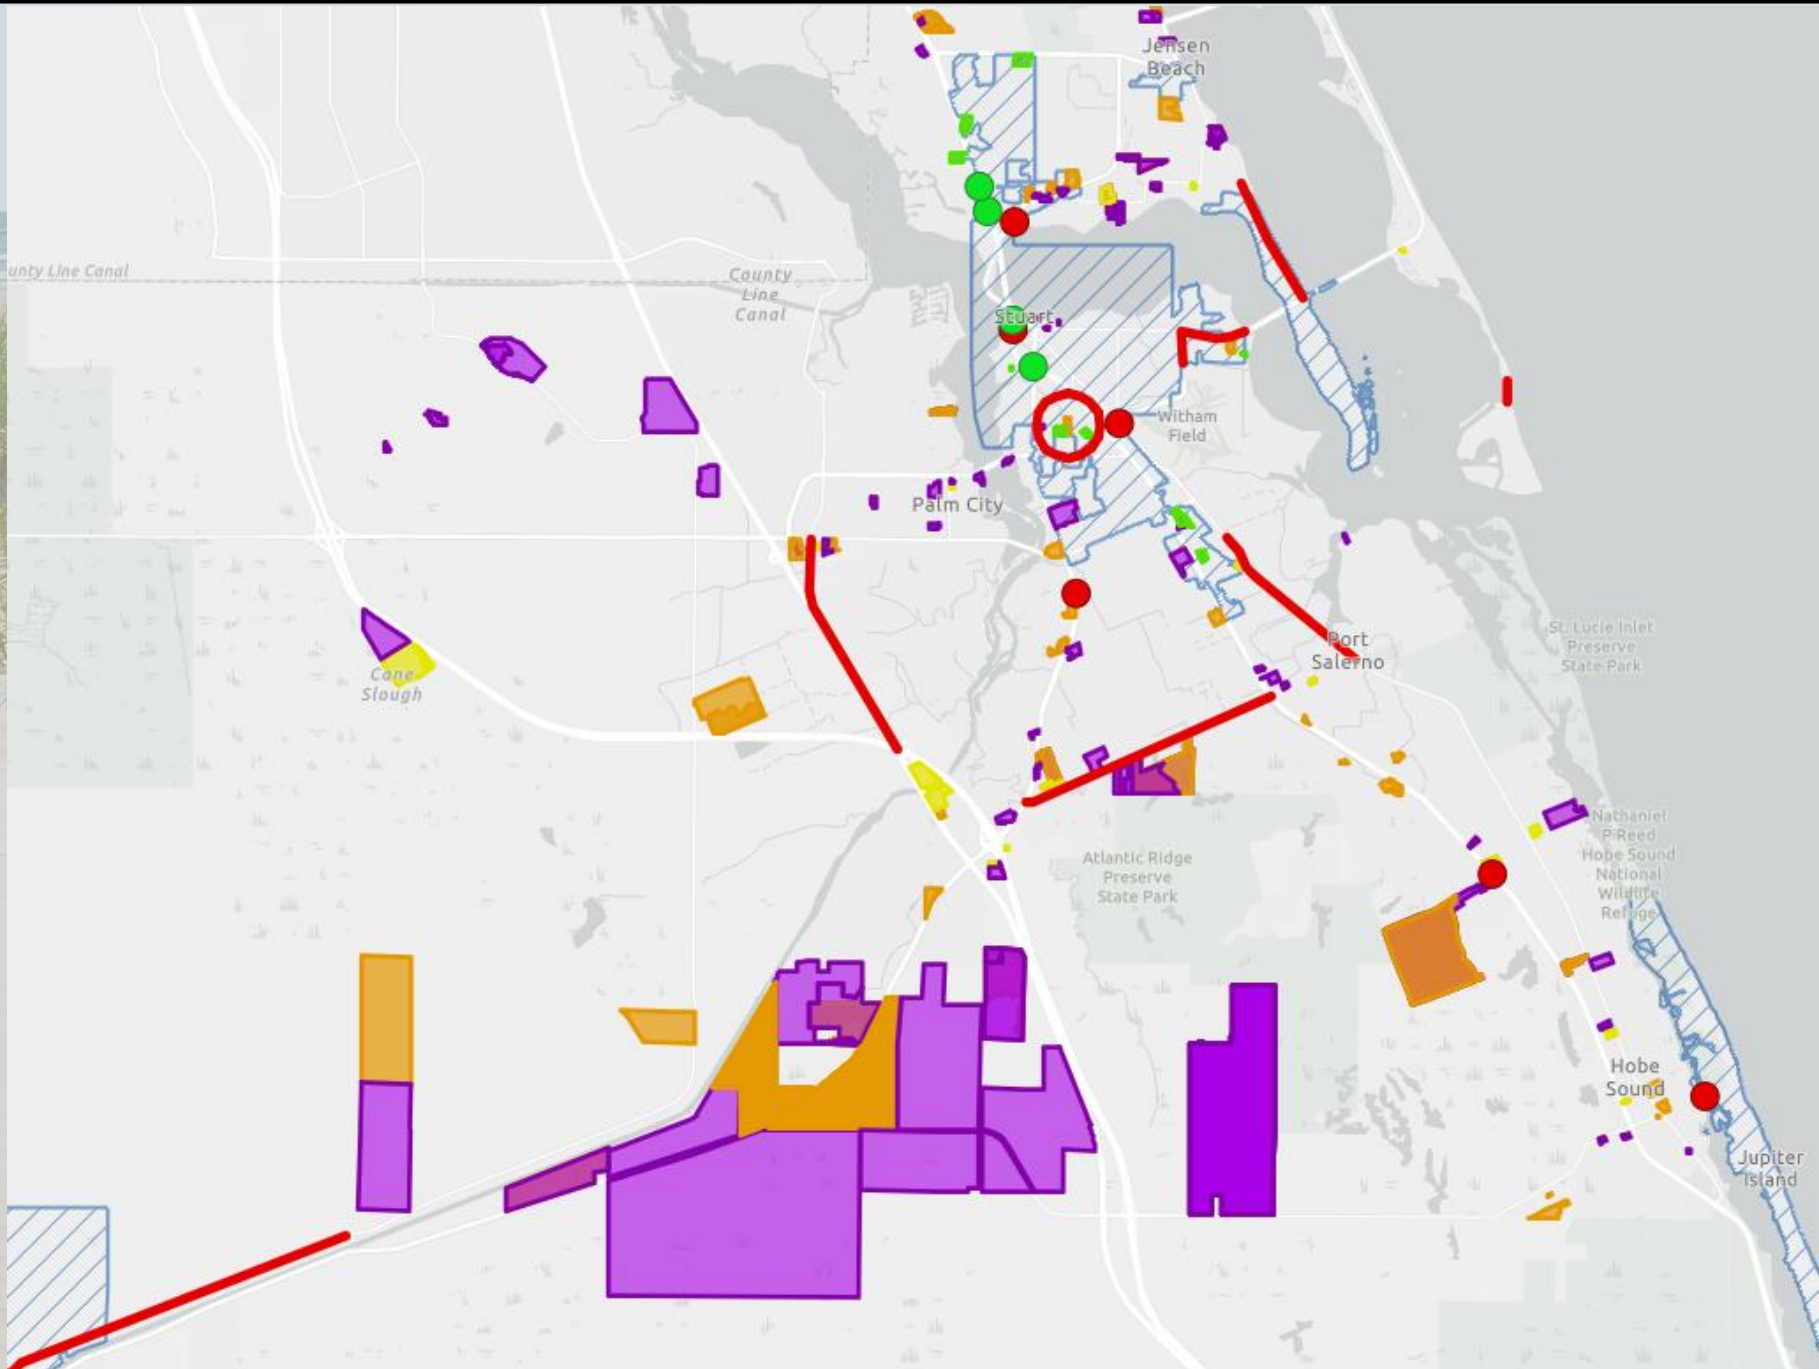 Jensen
Beach
unty Line Canal
County
Line
Canal
Stuart
Witham
Field
Palm City
Port
Salerno
St. Lucie Inlet
Preserve
State Park
Cane
Slough
Nathaniel
P Reed
Hobe Sound
National
Wildlife
Refuge
Atlantic Ridge
Preserve
State Park
Hobe
Sound
Jupiter
Island